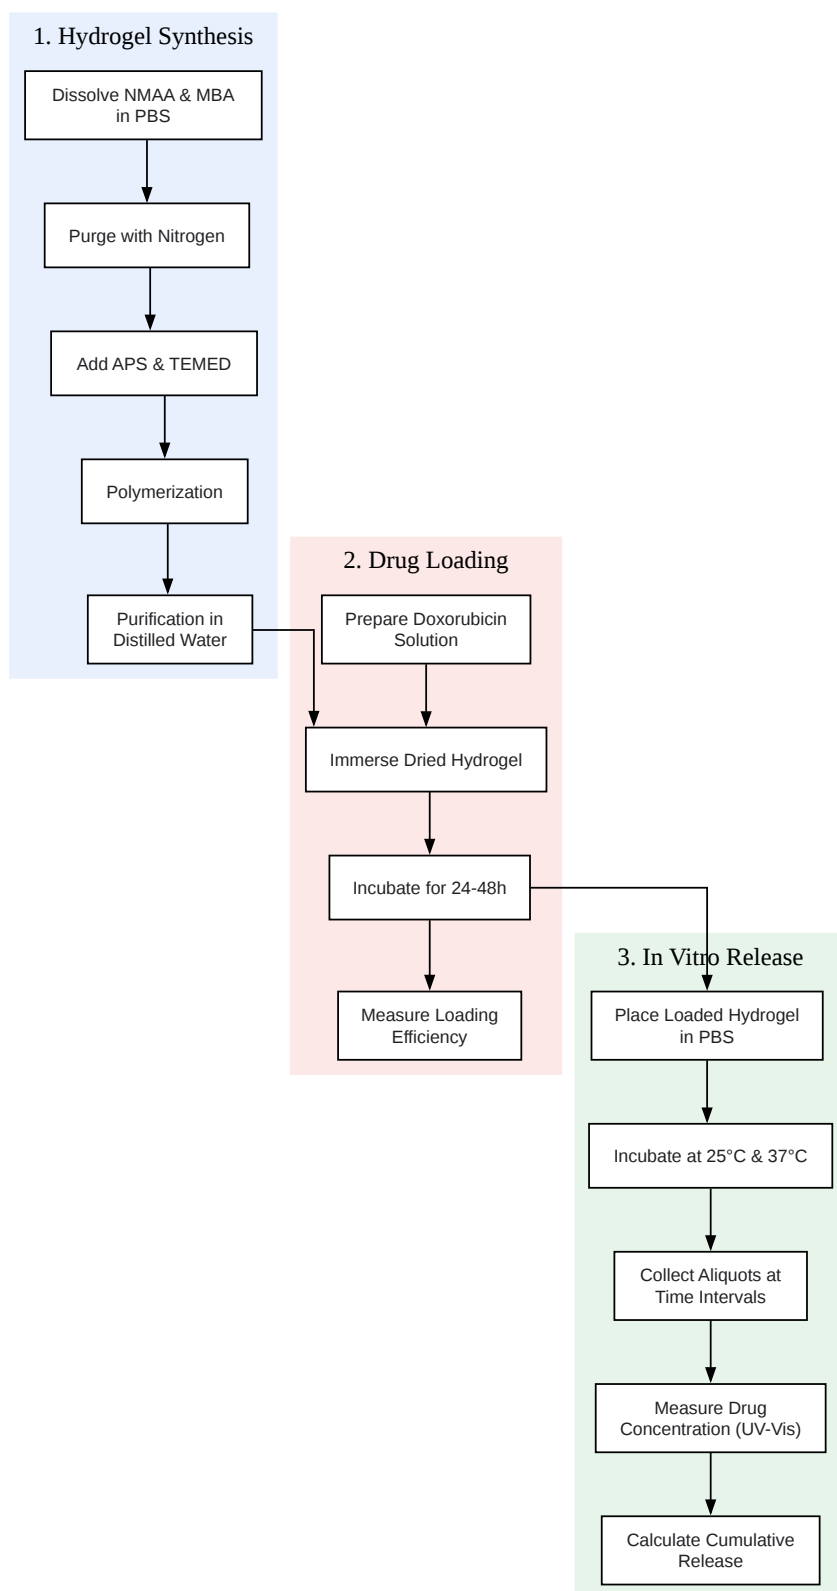 1. Hydrogel Synthesis
Dissolve NMAA & MBA
in PBS
Purge with Nitrogen
Add APS & TEMED
Polymerization
Purification in
Distilled Water
2. Drug Loading
Prepare Doxorubicin
Solution
Immerse Dried Hydrogel
Incubate for 24-48h
Measure Loading
Efficiency
3. In Vitro Release
Place Loaded Hydrogel
in PBS
Incubate at 25°C & 37°C
Collect Aliquots at
Time Intervals
Measure Drug
Concentration (UV-Vis)
Calculate Cumulative
Release